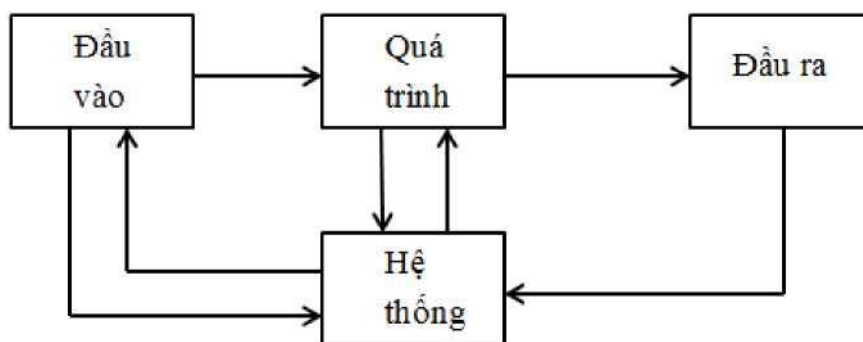 Đầu
vào
Quá
trình
Đầu ra
Hệ
thống